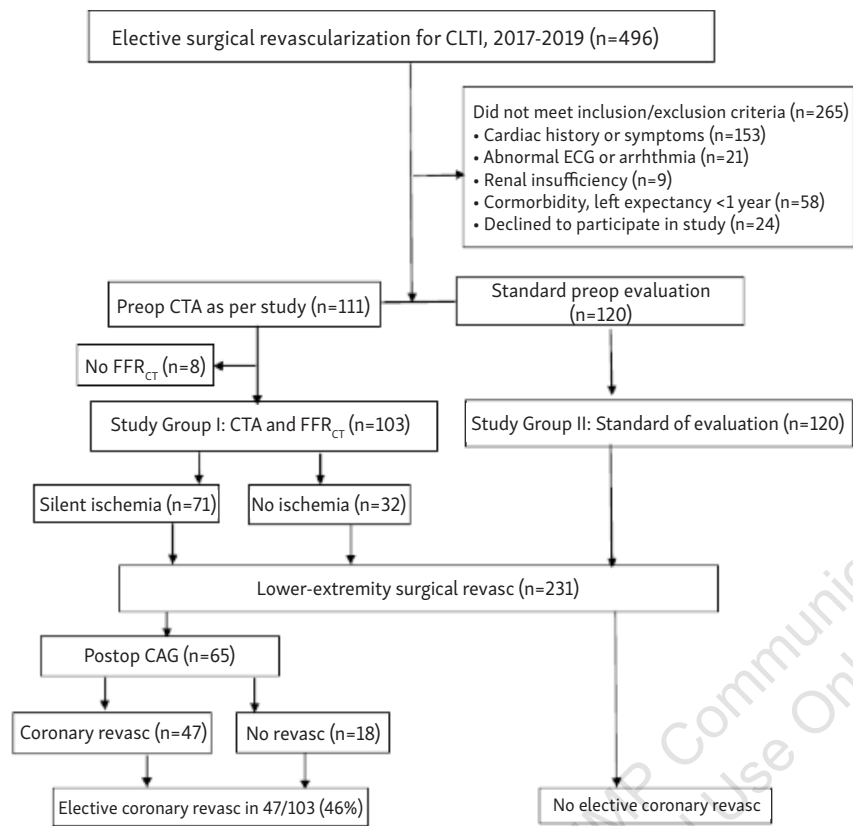 Elective surgical revascularization for CLTI, 2017-2019 (n=496)
Did not meet inclusion/exclusion criteria (n=265)
• Cardiac history or symptoms (n=153)
• Abnormal ECG or arrhthmia (n=21)
• Renal insufficiency (n=9)
• Cormorbidity, left expectancy <1 year (n=58)
• Declined to participate in study (n=24)
Preop CTA as per study (n=111)
Standard preop evaluation
(n=120)
No FFRCT (n=8)
Study Group I: CTA and FFRCT (n=103)
Study Group II: Standard of evaluation (n=120)
Silent ischemia (n=71)
No ischemia (n=32)
Lower-extremity surgical revasc (n=231)
Postop CAG (n=65)
Coronary revasc (n=47)
No revasc (n=18)
Elective coronary revasc in 47/103 (46%)
No elective coronary revasc